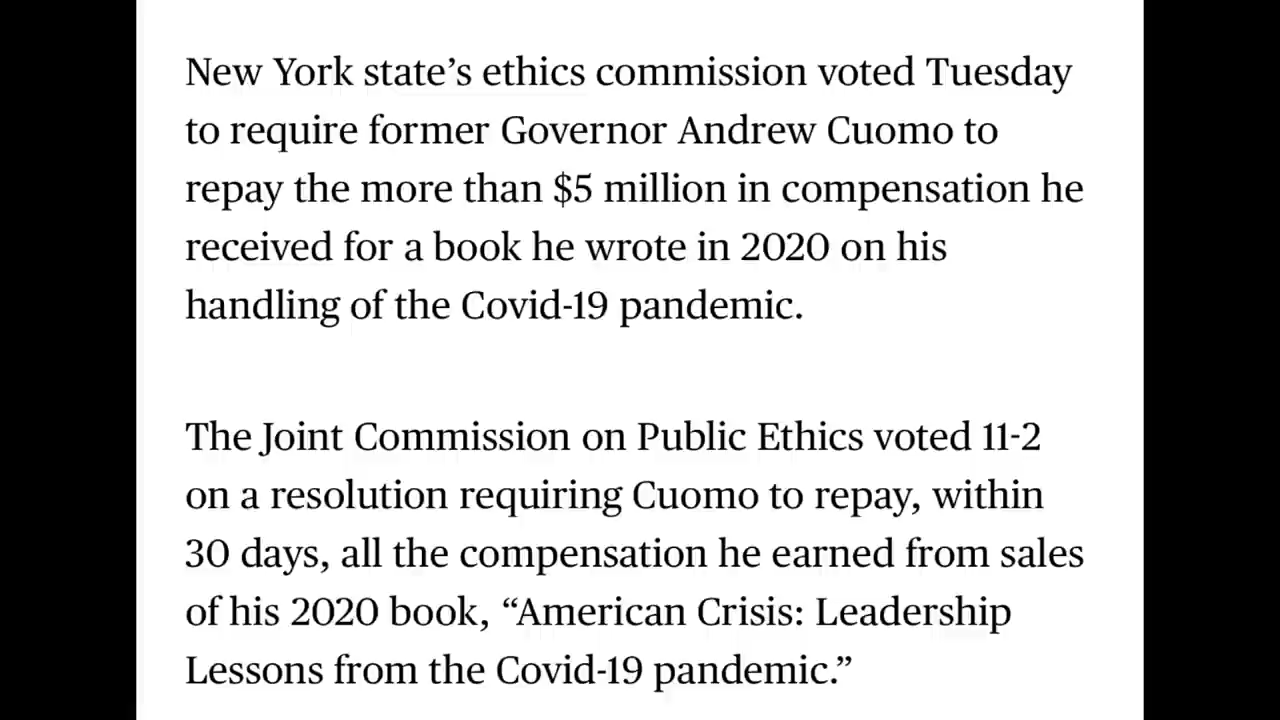 New York state’s ethics commission voted Tuesday
to require former Governor Andrew Cuomo to
repay the more than $5 million in compensation he
received for a book he wrote in 2020 on his
handling of the Covid-19 pandemic.
The Joint Commission on Public Ethics voted 11-2
on a resolution requiring Cuomo to repay, within
30 days, all the compensation he earned from sales
of his 2020 book, “American Crisis: Leadership
Lessons from the Covid-19 pandemic.”